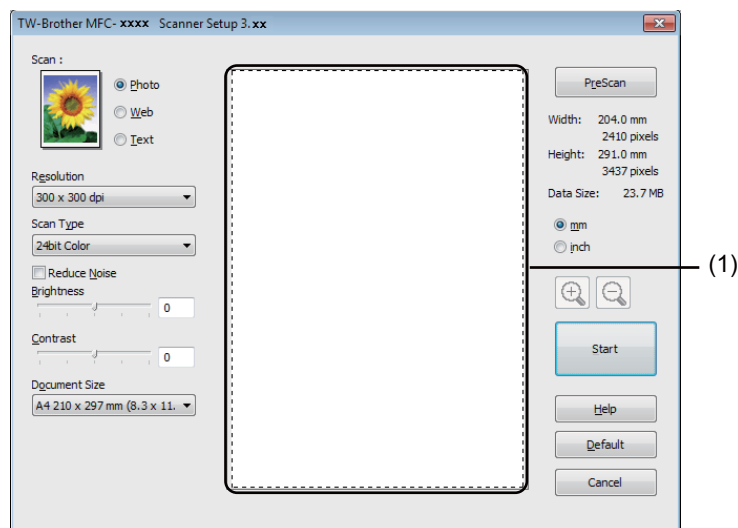 TW-Brother MFC- xxxx Scanner Setup 3.xx
Scan :
Photo
Web
Text
Resolution
300 x 300 dpi
Scan Type
24bit Color
Reduce Noise
Brightness
0
Contrast
0
Document Size
A4 210 x 297 mm (8.3 x 11.
PreScan
Width: 204.0 mm
2410 pixels
Height: 291.0 mm
3437 pixels
Data Size: 23.7 MB
mm
inch
(1)
Start
Help
Default
Cancel